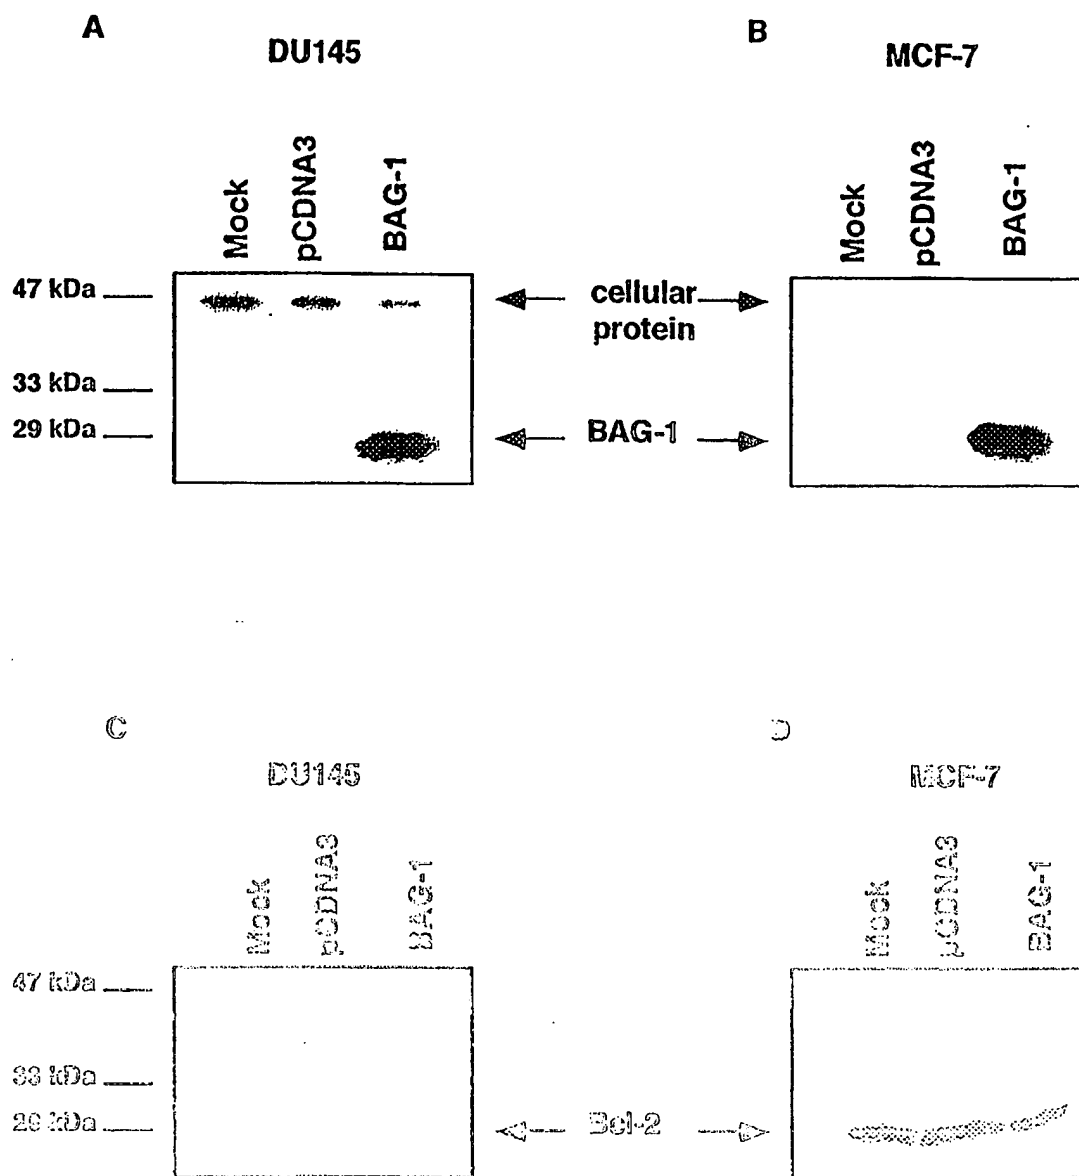 A
DU145
Mock
pCDNA3
BAG-1
47 kDa
33 kDa
29 kDa
cellular
protein
BAG-1
B
MCF-7
Mock
pCDNA3
BAG-1
C
DU145
Mock
pCDNA3
BAG-1
47 kDa
33 kDa
29 kDa
Bcl-2
D
MCF-7
Mock
pCDNA3
BAG-1